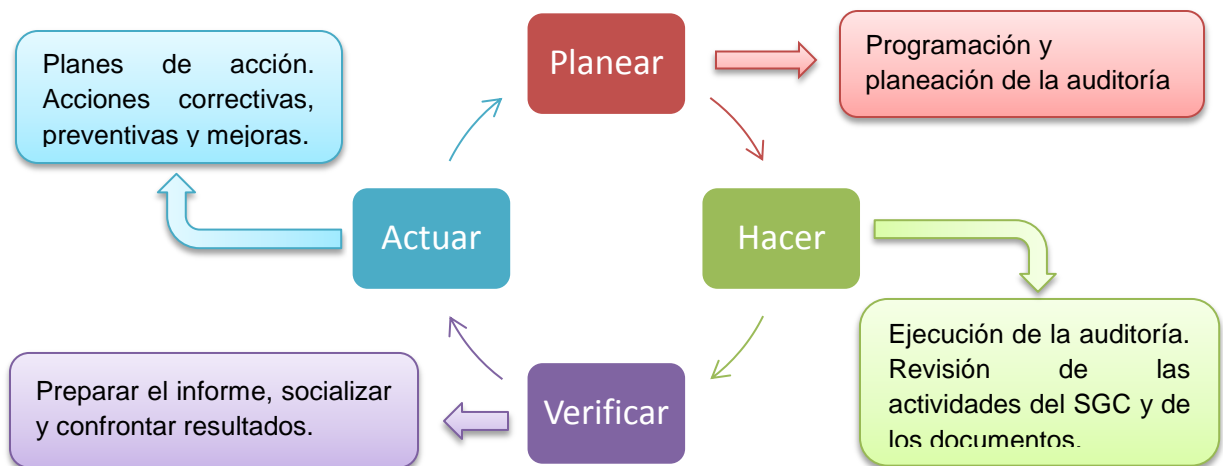 Planear
Programación y
planeación de la auditoría
Hacer
Ejecución de la auditoría.
Revisión de las
actividades del SGC y de
los documentos.
Verificar
Preparar el informe, socializar
y confrontar resultados.
Actuar
Planes de acción.
Acciones correctivas,
preventivas y mejoras.